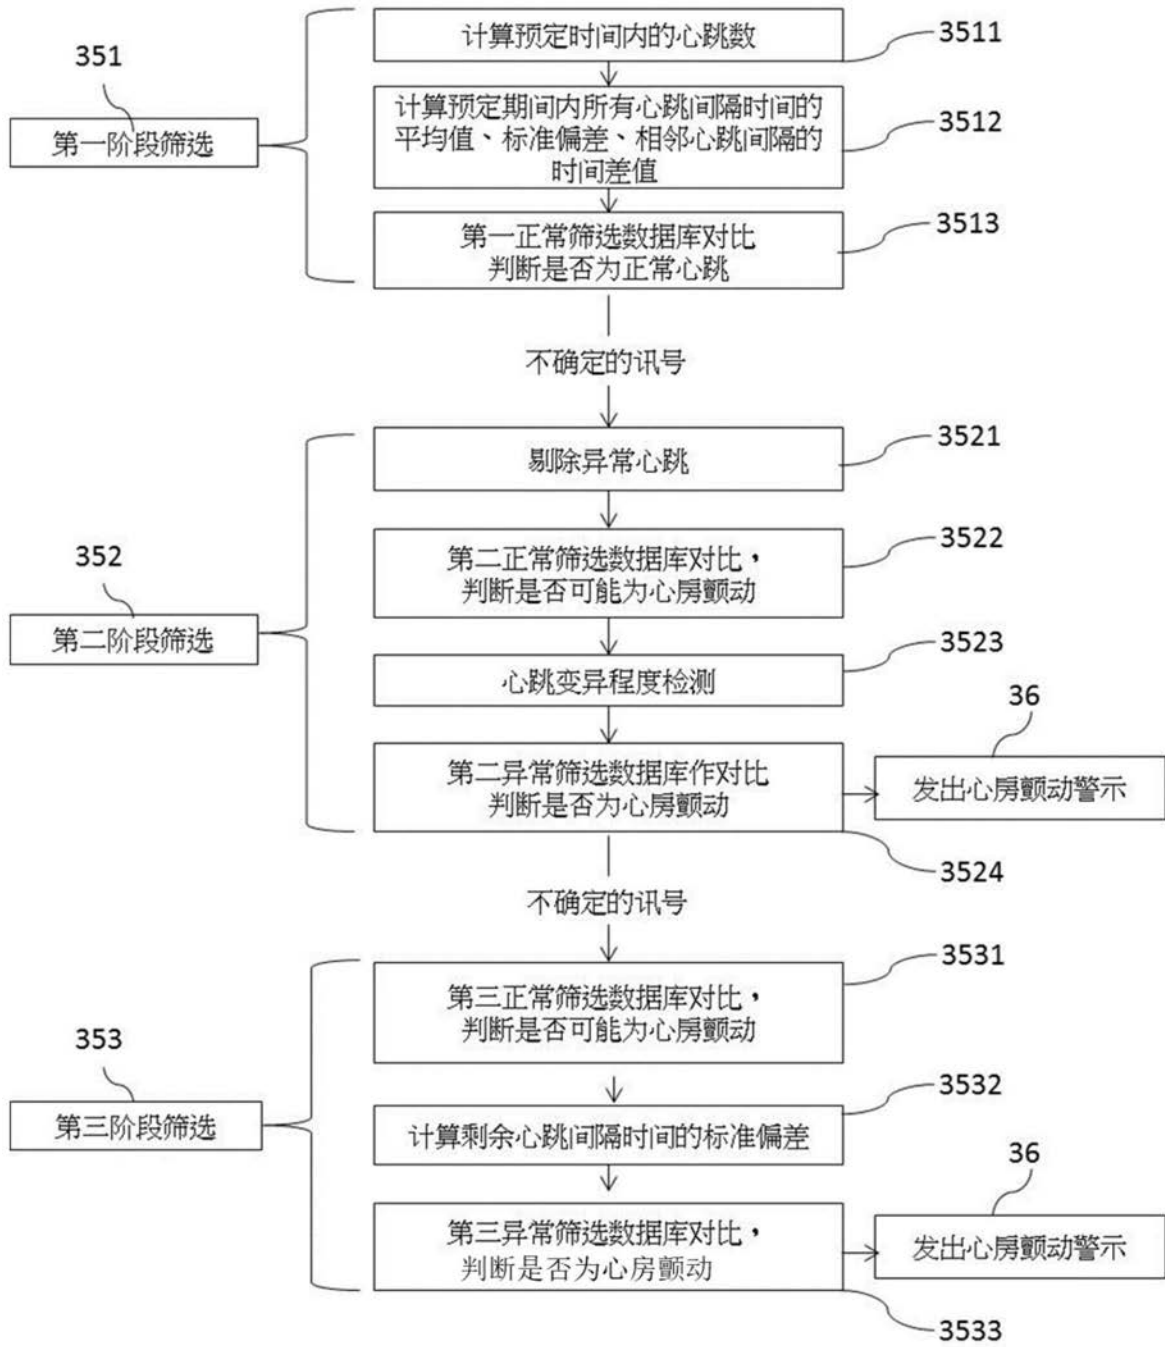 计算预定时间内的心跳数
3511
351
第一阶段筛选
计算预定期间内所有心跳间隔时间的
平均值、标准偏差、相邻心跳间隔的
时间差值
3512
第一正常筛选数据库对比
判断是否为正常心跳
3513
不确定的讯号
剔除异常心跳
3521
352
第二阶段筛选
第二正常筛选数据库对比，
判断是否可能为心房颤动
3522
心跳变异程度检测
3523
第二异常筛选数据库作对比
判断是否为心房颤动
3524
36
发出心房颤动警示
不确定的讯号
第三正常筛选数据库对比，
判断是否可能为心房颤动
3531
353
第三阶段筛选
计算剩余心跳间隔时间的标准偏差
3532
第三异常筛选数据库对比，
判断是否为心房颤动
3533
36
发出心房颤动警示